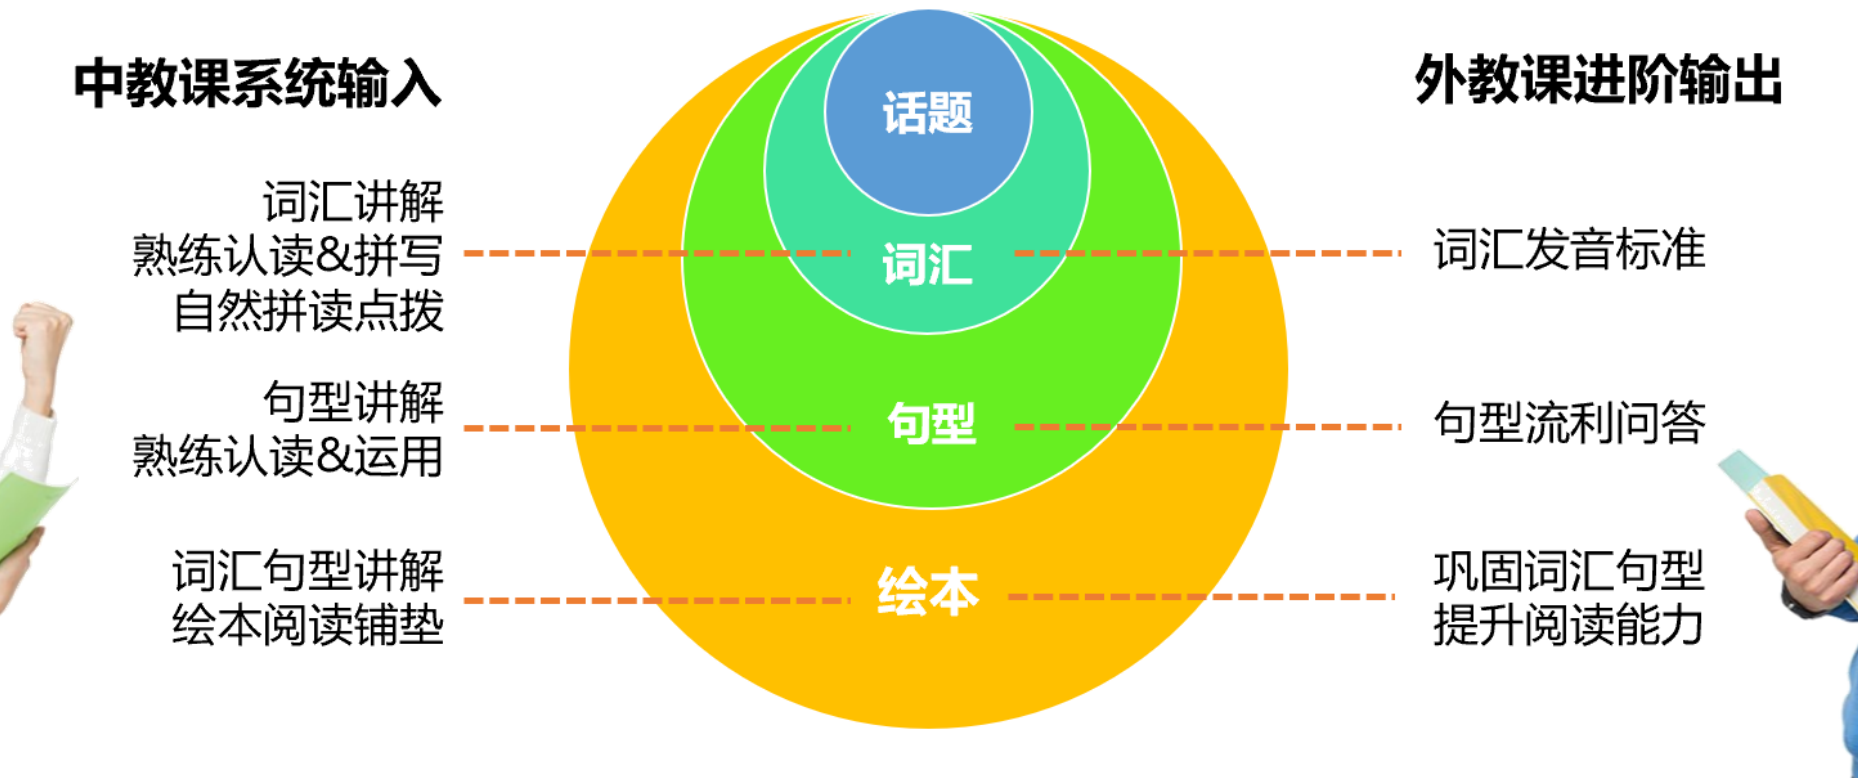 中教课系统输入
词汇讲解
熟练认读&拼写
自然拼读点拨
句型讲解
熟练认读&运用
词汇句型讲解
绘本阅读铺垫
话题
词汇
句型
绘本
外教课进阶输出
词汇发音标准
句型流利问答
巩固词汇句型
提升阅读能力